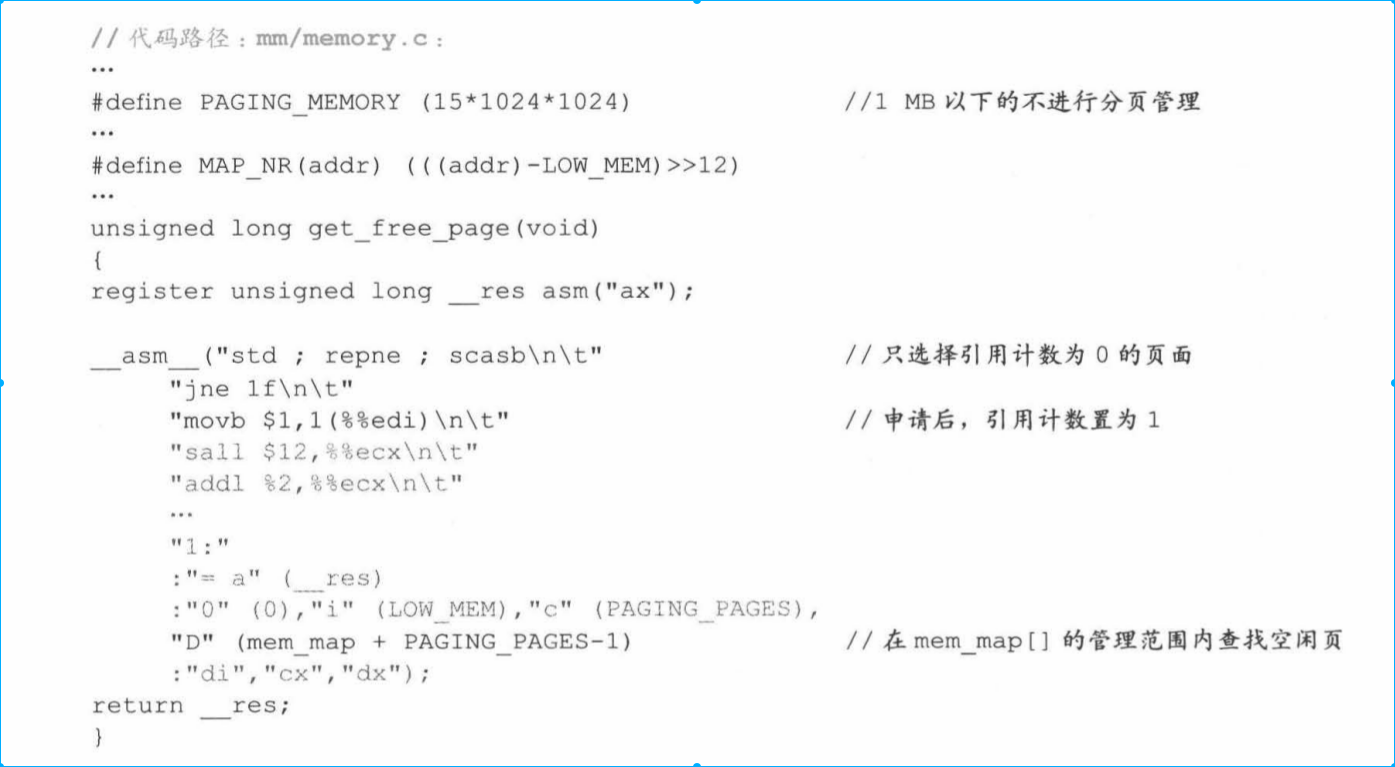 // 代码路径：mm/memory.c：
…
#define PAGING_MEMORY (15*1024*1024) //1 MB 以下的不进行分页管理
…
#define MAP_NR(addr) (((addr)-LOW_MEM)>>12)
…
unsigned long get_free_page(void)
{
register unsigned long __res asm("ax");
__asm__("std ; repne ; scasb\n\t" // 只选择引用计数为 0 的页面
"jne 1f\n\t"
"movb $1,1(%%edi)\n\t" // 申请后，引用计数置为 1
"sall $12,%%ecx\n\t"
"addl %2,%%ecx\n\t"
…
"1:"
:"= a" (__res)
:"0" (0),"i" (LOW_MEM),"c" (PAGING_PAGES),
"D" (mem_map + PAGING_PAGES-1) // 在 mem_map[] 的管理范围内查找空闲页
:"di","cx","dx");
return __res;
}